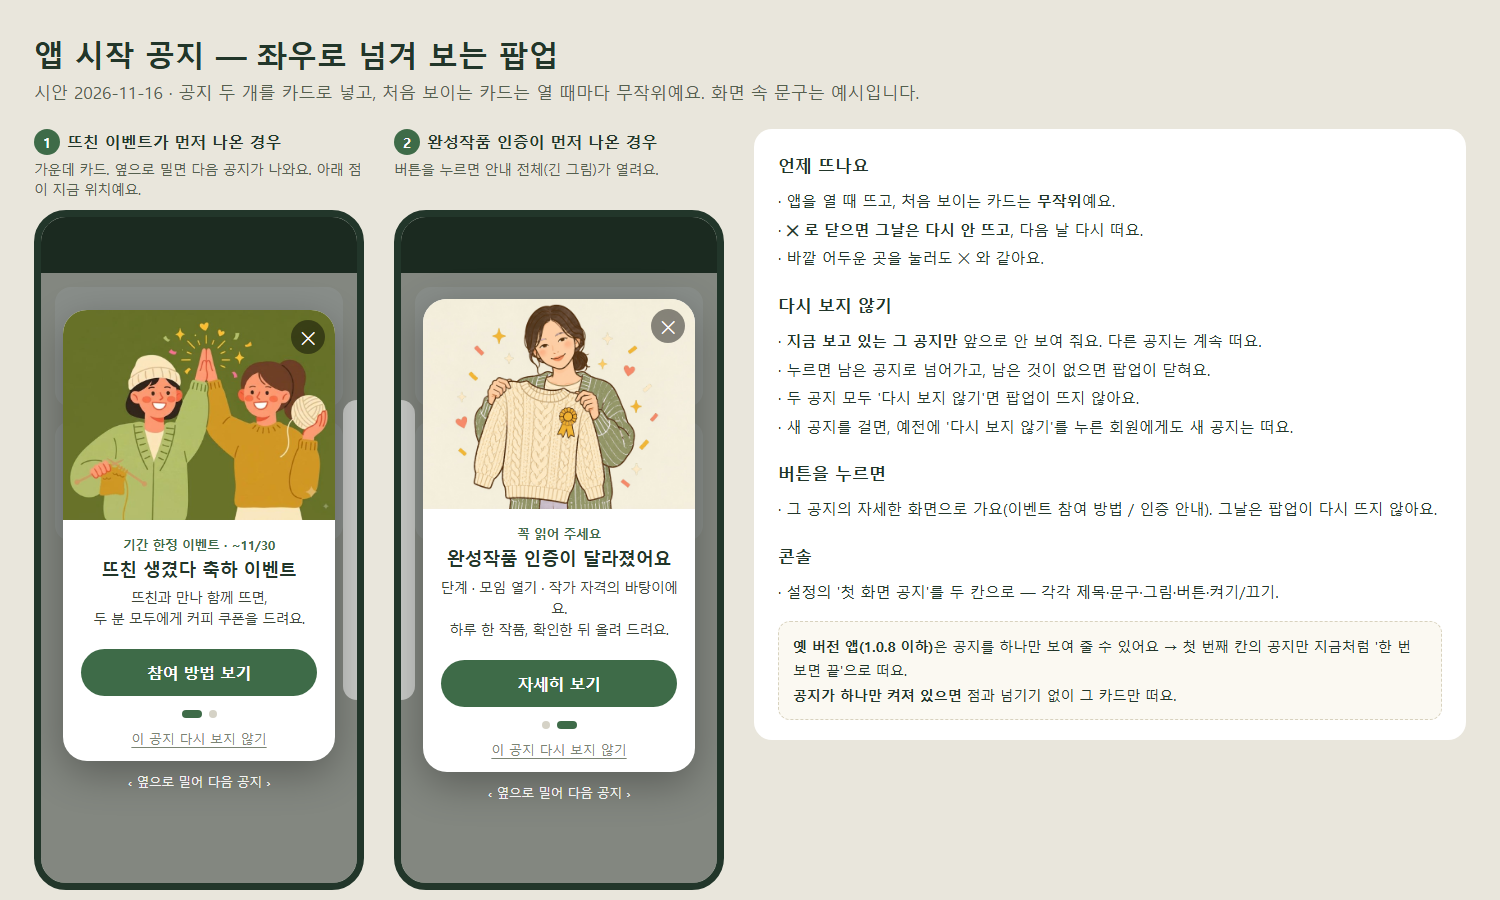 앱 시작 공지 — 좌우로 넘겨 보는 팝업
시안 2026-11-16 · 공지 두 개를 카드로 넣고, 처음 보이는 카드는 열 때마다 무작위예요. 화면 속 문구는 예시입니다.
1 뜨친 이벤트가 먼저 나온 경우
가운데 카드. 옆으로 밀면 다음 공지가 나와요. 아래 점
이 지금 위치예요.
기간 한정 이벤트 · ~11/30
뜨친 생겼다 축하 이벤트
뜨친과 만나 함께 뜨면,
두 분 모두에게 커피 쿠폰을 드려요.
참여 방법 보기
이 공지 다시 보지 않기
‹ 옆으로 밀어 다음 공지 ›
2 완성작품 인증이 먼저 나온 경우
버튼을 누르면 안내 전체(긴 그림)가 열려요.
꼭 읽어 주세요
완성작품 인증이 달라졌어요
단계 · 모임 열기 · 작가 자격의 바탕이에
요.
하루 한 작품, 확인한 뒤 올려 드려요.
자세히 보기
이 공지 다시 보지 않기
‹ 옆으로 밀어 다음 공지 ›
언제 뜨나요
· 앱을 열 때 뜨고, 처음 보이는 카드는 무작위예요.
· ✕ 로 닫으면 그날은 다시 안 뜨고, 다음 날 다시 떠요.
· 바깥 어두운 곳을 눌러도 ✕ 와 같아요.
다시 보지 않기
· 지금 보고 있는 그 공지만 앞으로 안 보여 줘요. 다른 공지는 계속 떠요.
· 누르면 남은 공지로 넘어가고, 남은 것이 없으면 팝업이 닫혀요.
· 두 공지 모두 '다시 보지 않기'면 팝업이 뜨지 않아요.
· 새 공지를 걸면, 예전에 '다시 보지 않기'를 누른 회원에게도 새 공지는 떠요.
버튼을 누르면
· 그 공지의 자세한 화면으로 가요(이벤트 참여 방법 / 인증 안내). 그날은 팝업이 다시 뜨지 않아요.
콘솔
· 설정의 '첫 화면 공지'를 두 칸으로 — 각각 제목·문구·그림·버튼·켜기/끄기.
옛 버전 앱(1.0.8 이하)은 공지를 하나만 보여 줄 수 있어요 → 첫 번째 칸의 공지만 지금처럼 '한 번
보면 끝'으로 떠요.
공지가 하나만 켜져 있으면 점과 넘기기 없이 그 카드만 떠요.